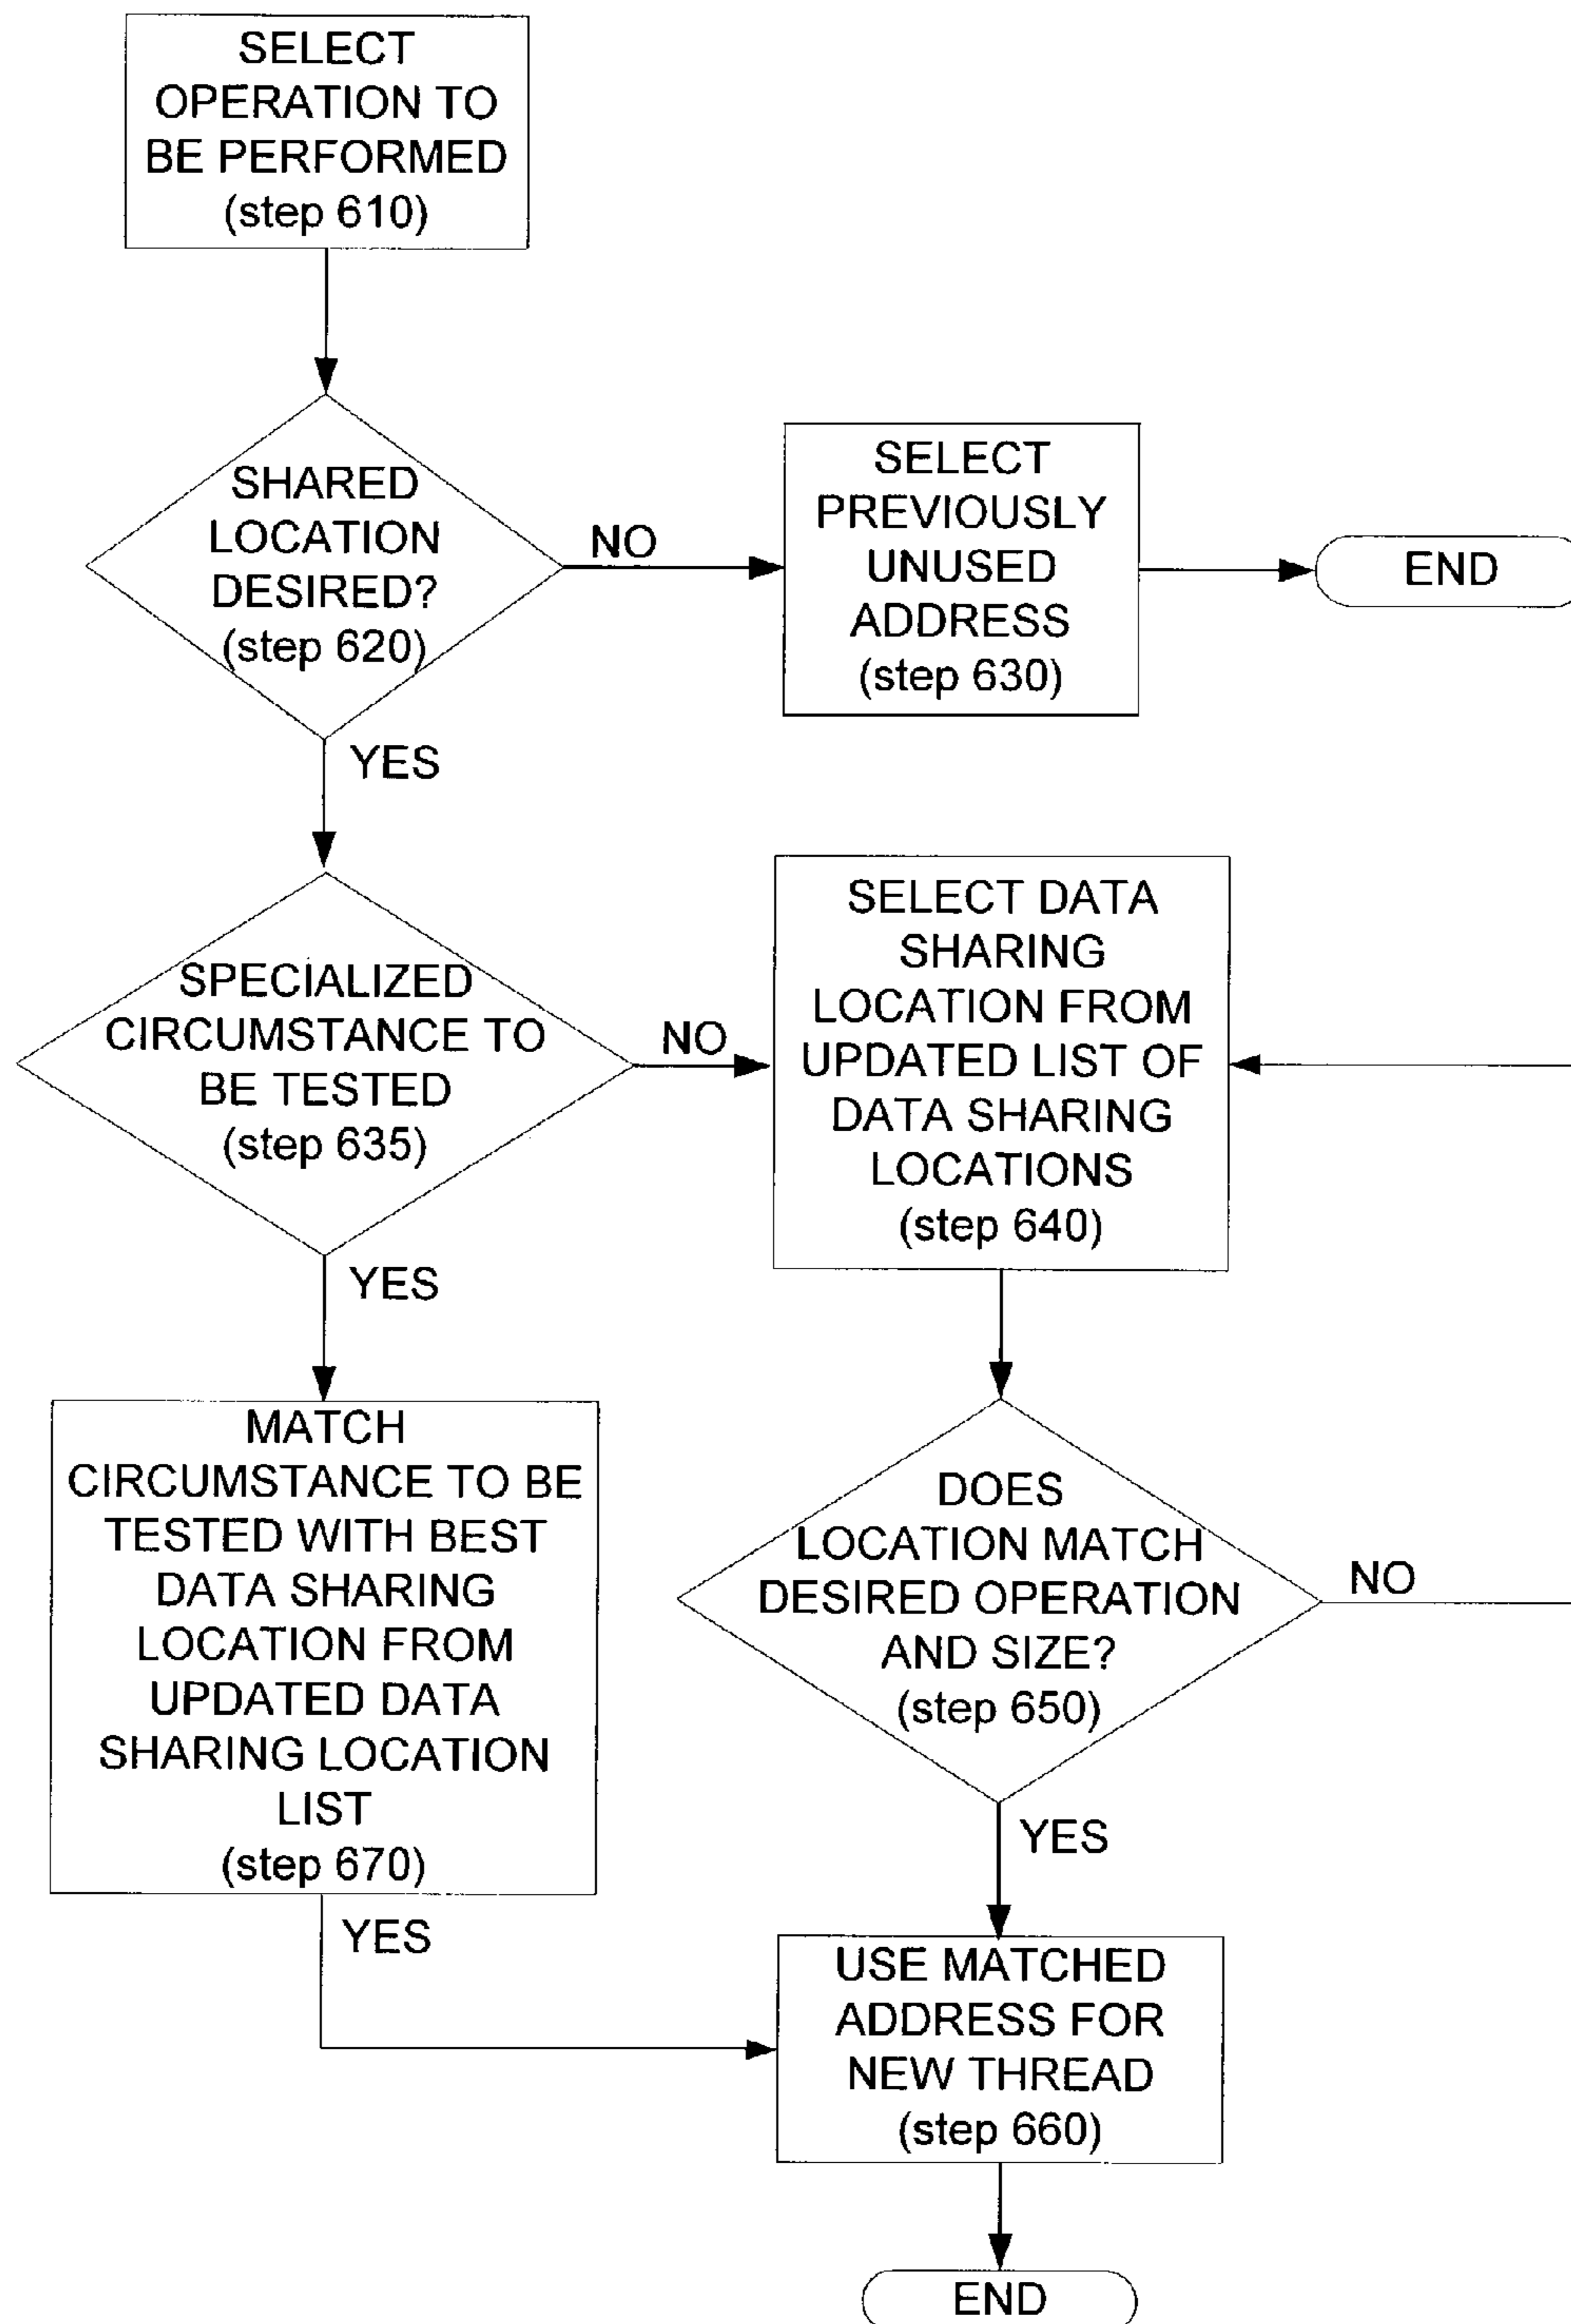 SELECT
OPERATION TO
BE PERFORMED
(step 610)
SHARED
LOCATION
DESIRED?
(step 620)
NO
SELECT
PREVIOUSLY
UNUSED
ADDRESS
(step 630)
END
YES
SPECIALIZED
CIRCUMSTANCE TO
BE TESTED
(step 635)
NO
SELECT DATA
SHARING
LOCATION FROM
UPDATED LIST OF
DATA SHARING
LOCATIONS
(step 640)
YES
MATCH
CIRCUMSTANCE TO BE
TESTED WITH BEST
DATA SHARING
LOCATION FROM
UPDATED DATA
SHARING LOCATION
LIST
(step 670)
DOES
LOCATION MATCH
DESIRED OPERATION
AND SIZE?
(step 650)
NO
YES
YES
USE MATCHED
ADDRESS FOR
NEW THREAD
(step 660)
END